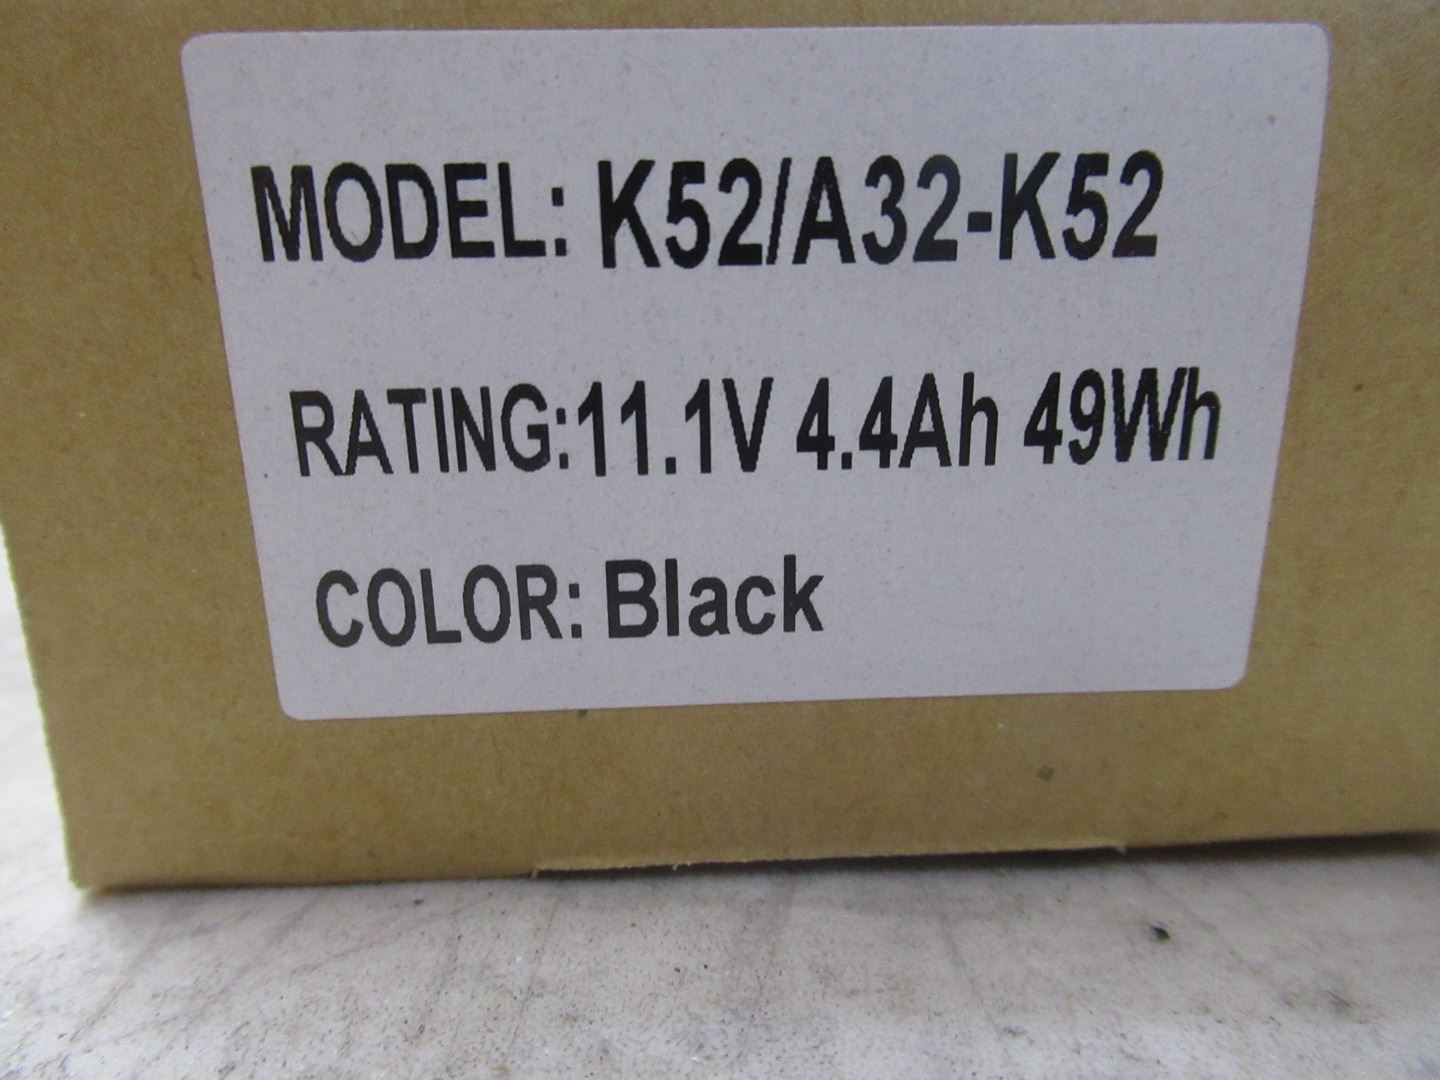 MODEL: K52/A32-K52
RATING:11.1V 4.4Ah 49Wh
COLOR: Black